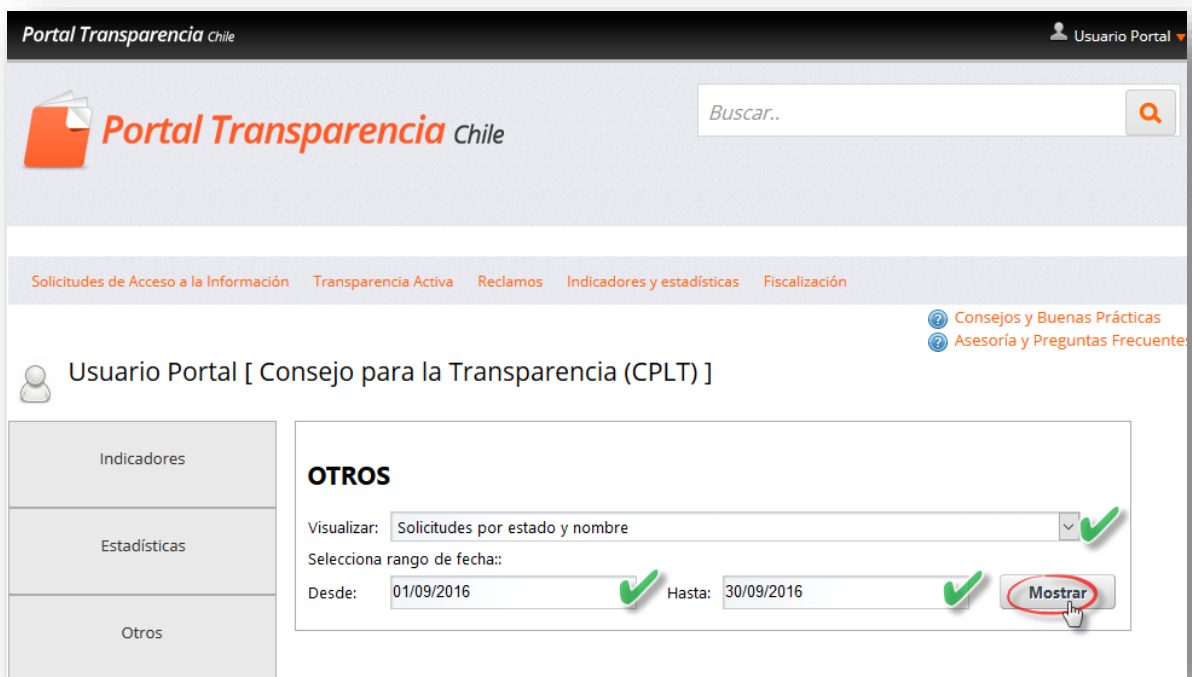 Portal Transparencia Chile
Usuario Portal
Portal Transparencia Chile
Buscar..
Solicitudes de Acceso a la Información Transparencia Activa Reclamos Indicadores y estadísticas Fiscalización
Consejos y Buenas Prácticas
Asesoría y Preguntas Frecuentes
Usuario Portal [ Consejo para la Transparencia (CPLT) ]
Indicadores
Estadísticas
Otros
OTROS
Visualizar: Solicitudes por estado y nombre
Selecciona rango de fecha::
Desde: 01/09/2016 Hasta: 30/09/2016 Mostrar